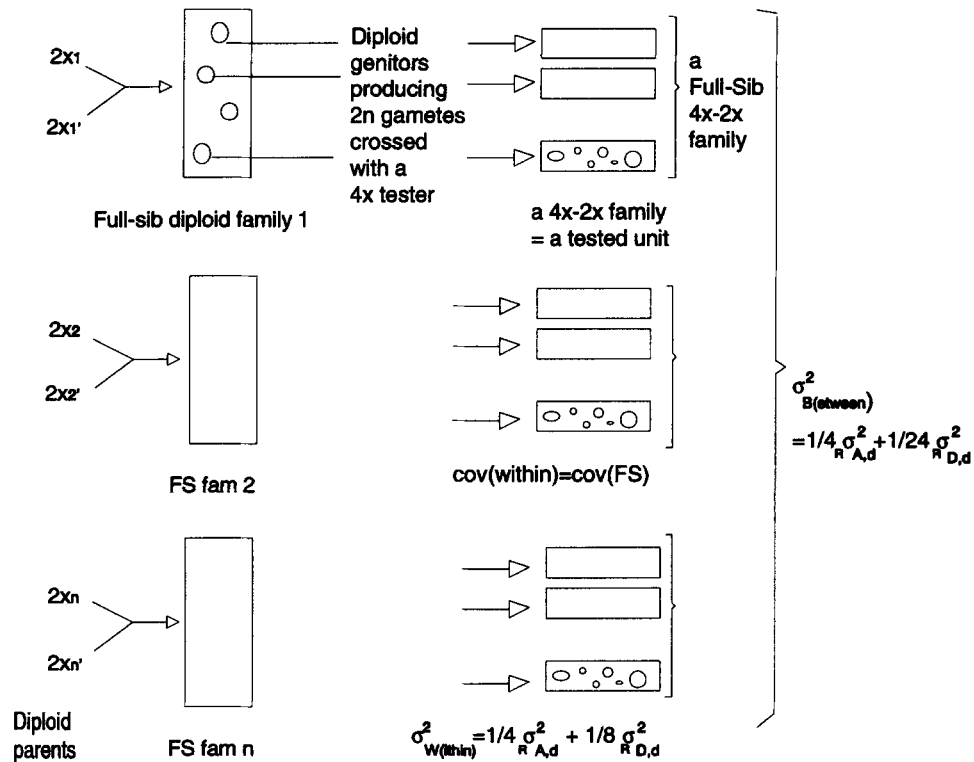 2x1
2x1'
Diploid
genitors
producing
2n gametes
crossed
with a
4x tester
a
Full-Sib
4x-2x
family
Full-sib diploid family 1
a 4x-2x family
= a tested unit
2x2
2x2'
FS fam 2
cov(within)=cov(FS)
σ²B(etween)
=1/4 Rσ²A,d+1/24 Rσ²D,d
2xn
2xn'
Diploid
parents
FS fam n
σ²W(ithin)=1/4 Rσ²A,d + 1/8 Rσ²D,d